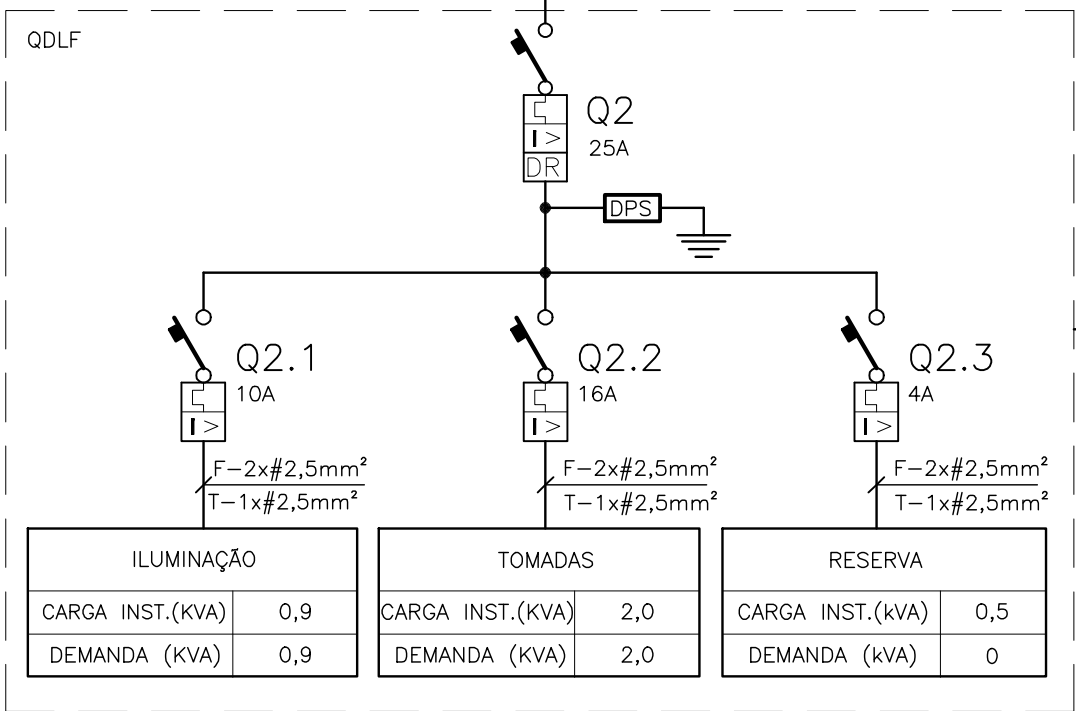 QDLF
Q2
25A
I >
DR
DPS
Q2.1
10A
I >
F-2x#2,5mm²
T-1x#2,5mm²
Q2.2
16A
I >
F-2x#2,5mm²
T-1x#2,5mm²
Q2.3
4A
I >
F-2x#2,5mm²
T-1x#2,5mm²
ILUMINAÇÃO
CARGA INST.(KVA) 0,9
DEMANDA (KVA) 0,9
TOMADAS
CARGA INST.(KVA) 2,0
DEMANDA (KVA) 2,0
RESERVA
CARGA INST.(kVA) 0,5
DEMANDA (kVA) 0